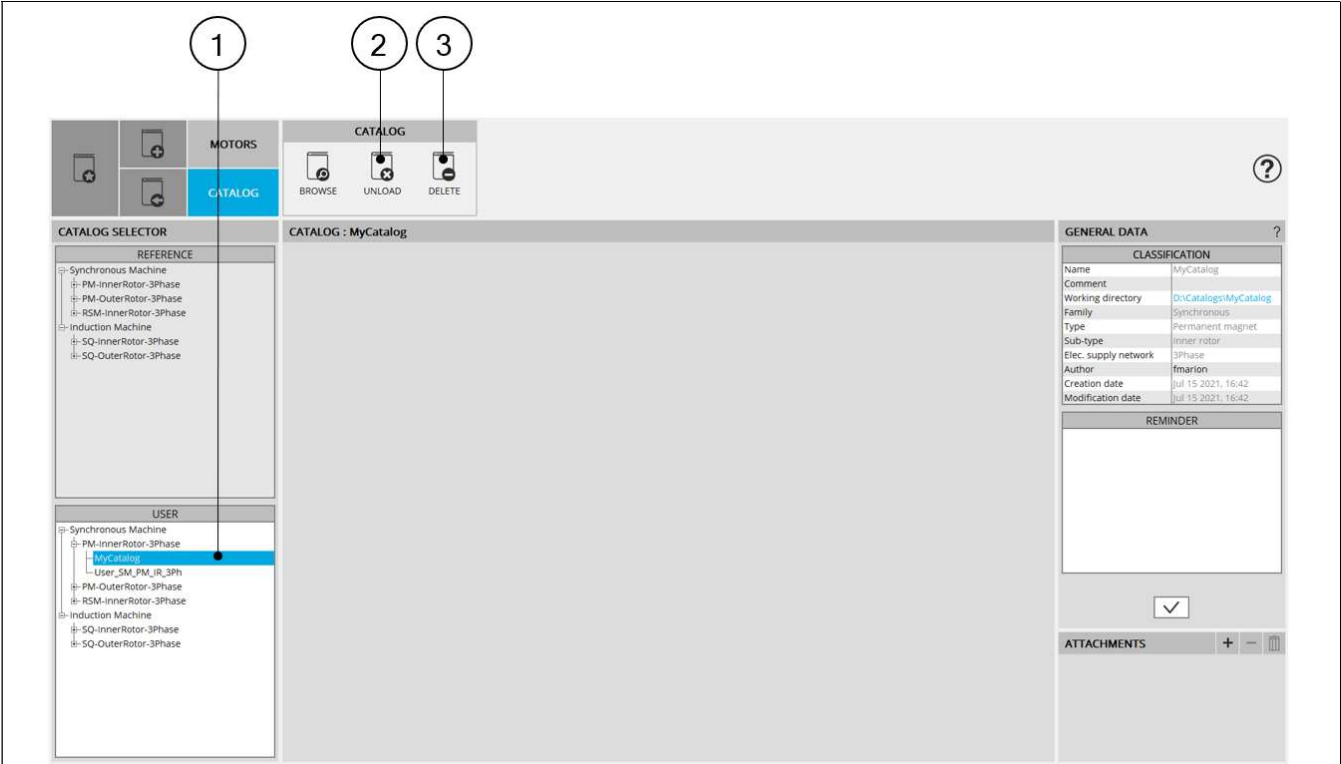 1
2
3
MOTORS
CATALOG
CATALOG
BROWSE
UNLOAD
DELETE
?
CATALOG SELECTOR
REFERENCE
Synchronous Machine
PM-InnerRotor-3Phase
PM-OuterRotor-3Phase
RSM-InnerRotor-3Phase
Induction Machine
SQ-InnerRotor-3Phase
SQ-OuterRotor-3Phase
USER
Synchronous Machine
PM-InnerRotor-3Phase
MyCatalog
User_SM_PM_IR_3Ph
PM-OuterRotor-3Phase
RSM-InnerRotor-3Phase
Induction Machine
SQ-InnerRotor-3Phase
SQ-OuterRotor-3Phase
CATALOG : MyCatalog
GENERAL DATA ?
CLASSIFICATION
Name MyCatalog
Comment
Working directory D:\Catalogs\MyCatalog
Family Synchronous
Type Permanent magnet
Sub-type Inner rotor
Elec. supply network 3Phase
Author fmarion
Creation date Jul 15 2021, 16:42
Modification date Jul 15 2021, 16:42
REMINDER
ATTACHMENTS + −